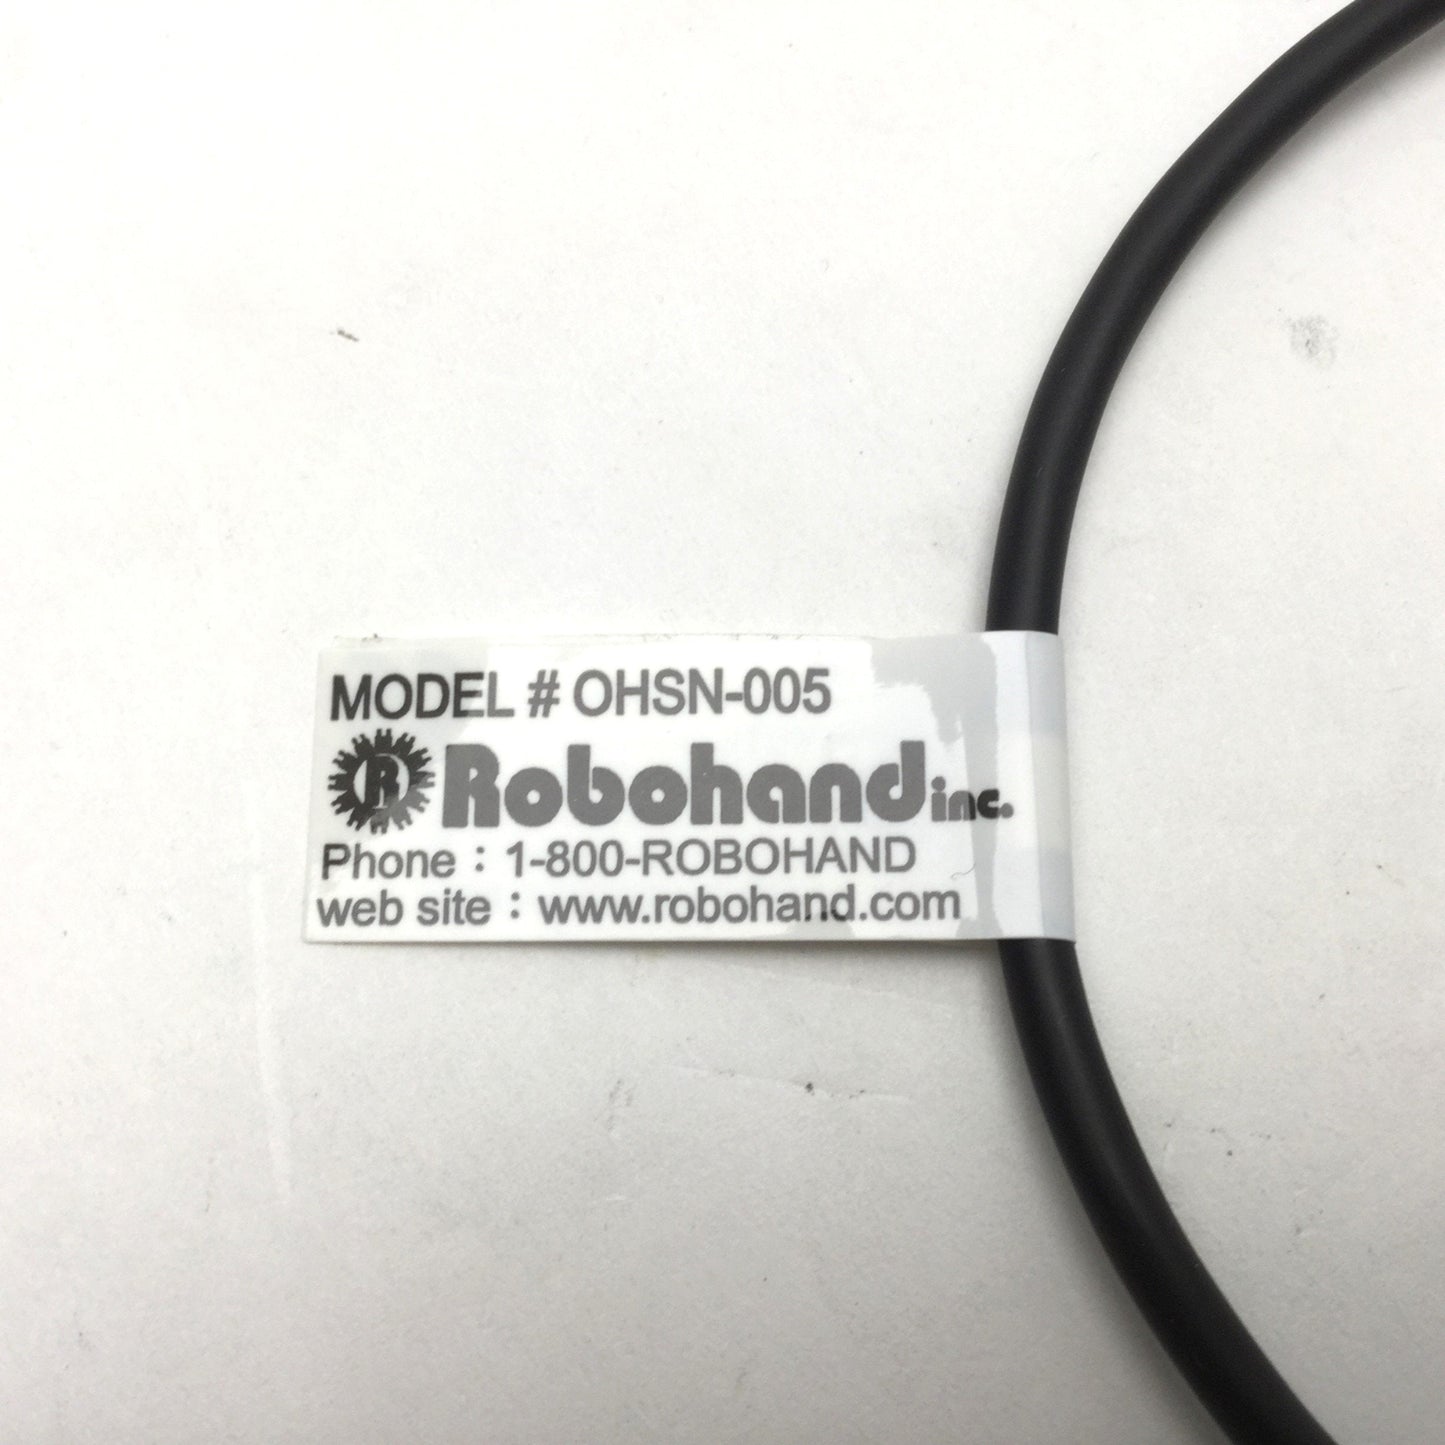 MODEL # OHSN-005
R Robohand inc.
Phone : 1-800-ROBOHAND
web site : www.robohand.com